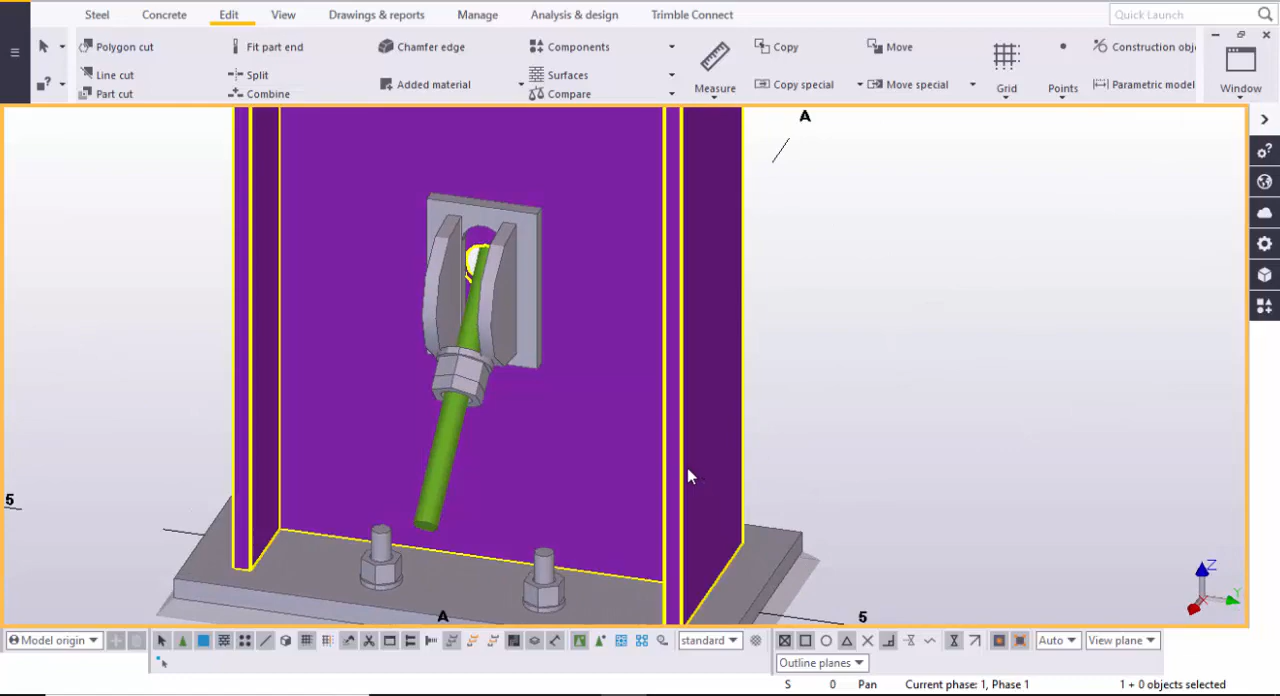 Steel Concrete Edit View Drawings & reports Manage Analysis & design Trimble Connect Quick Launch
Polygon cut Fit part end Chamfer edge Components Copy Move Construction obj
Line cut Split Added material Surfaces Measure Copy special Move special Grid Points Parametric model Window
Part cut Combine Compare
A
5
A
5
Z
Y
Model origin standard Auto View plane
Outline planes
S 0 Pan Current phase: 1, Phase 1 1 + 0 objects selected